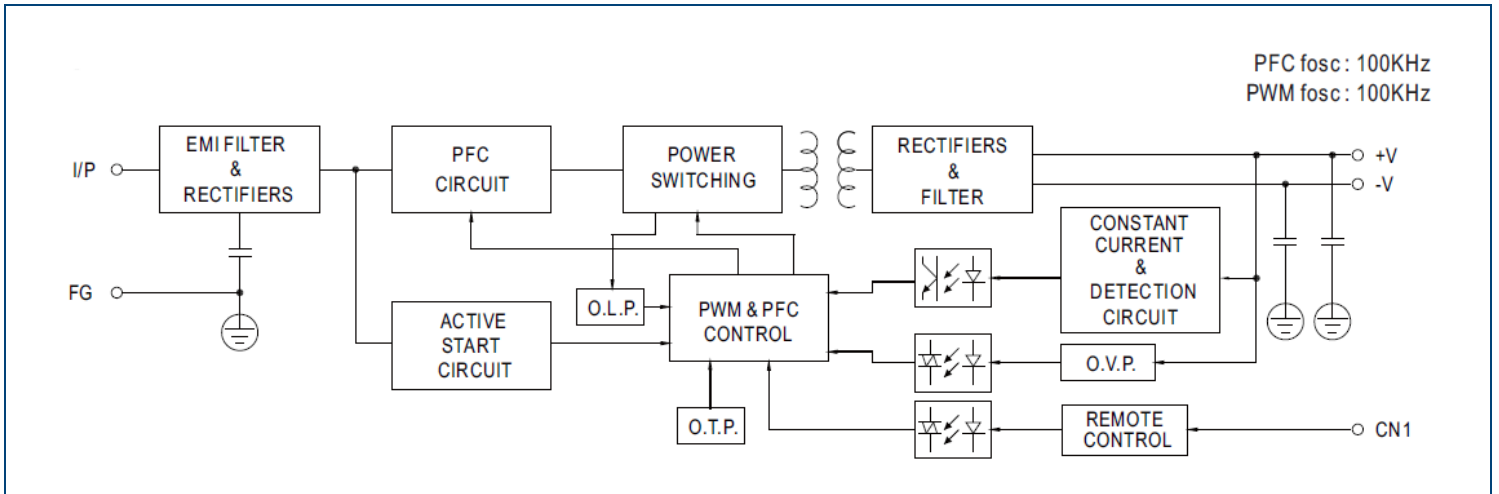 PFC fosc : 100KHz
PWM fosc : 100KHz
I/P
EMI FILTER
&
RECTIFIERS
PFC
CIRCUIT
POWER
SWITCHING
RECTIFIERS
&
FILTER
+V
-V
FG
O.L.P.
ACTIVE
START
CIRCUIT
PWM & PFC
CONTROL
CONSTANT
CURRENT
&
DETECTION
CIRCUIT
O.V.P.
O.T.P.
REMOTE
CONTROL
CN1